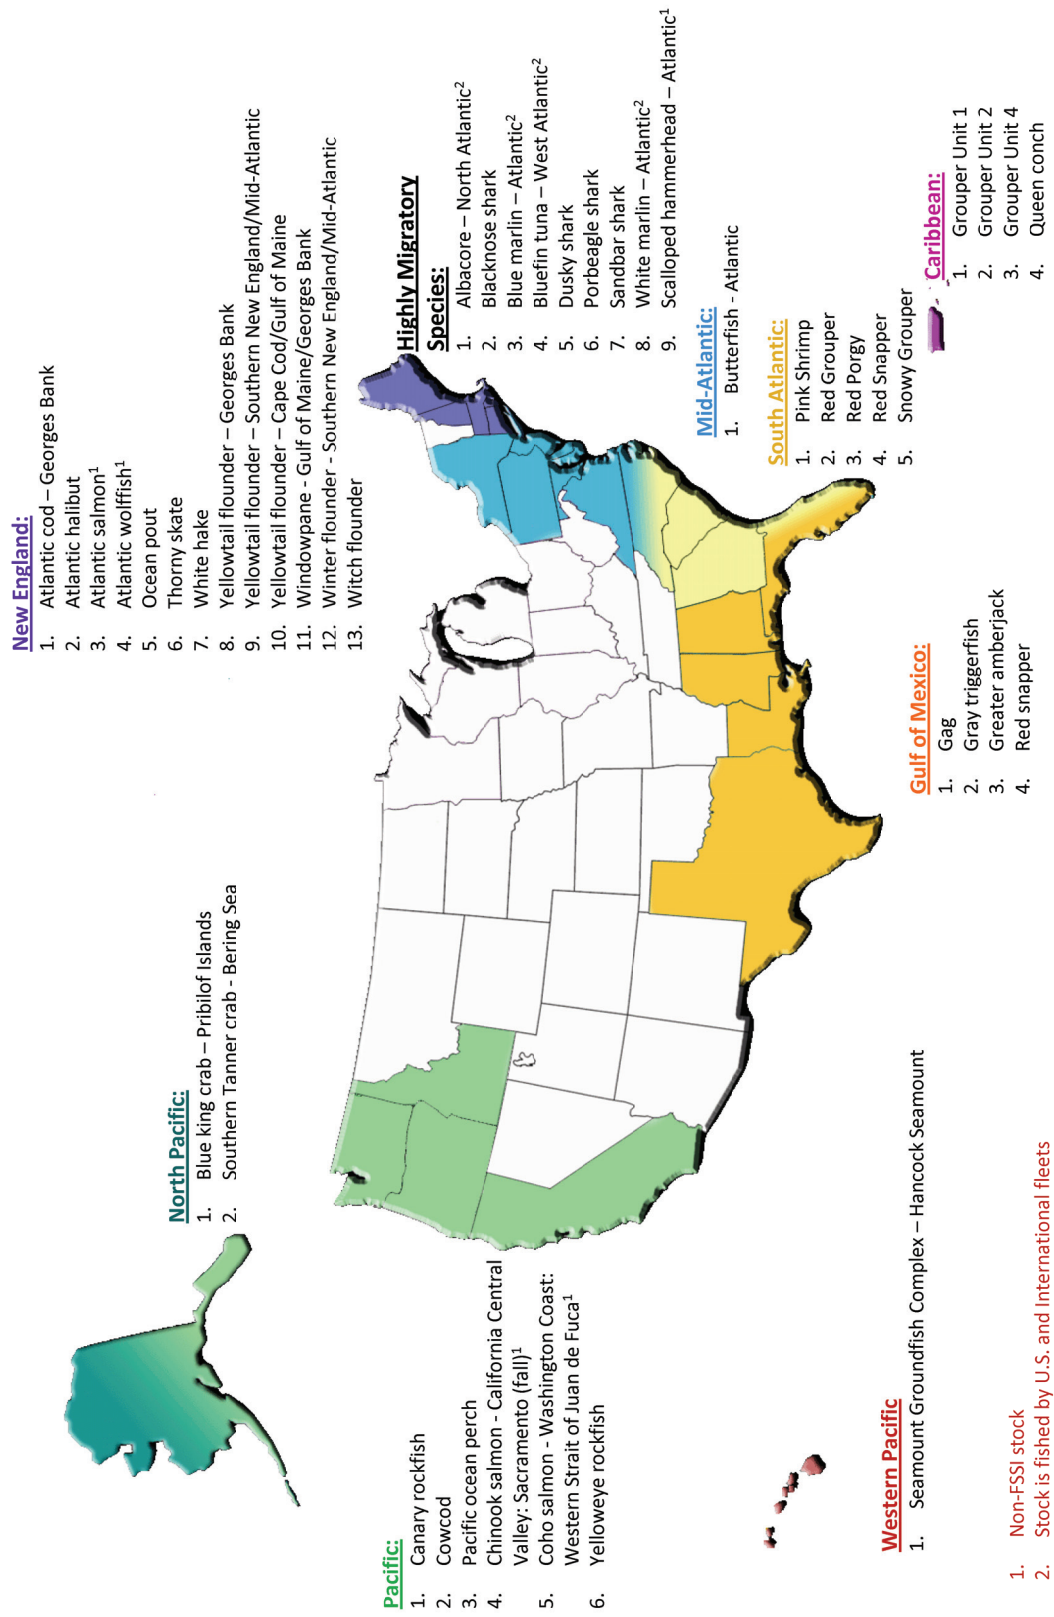 New England:
1. Atlantic cod – Georges Bank
2. Atlantic halibut
3. Atlantic salmon¹
4. Atlantic wolffish¹
5. Ocean pout
6. Thorny skate
7. White hake
8. Yellowtail flounder – Georges Bank
9. Yellowtail flounder – Southern New England/Mid-Atlantic
10. Yellowtail flounder – Cape Cod/Gulf of Maine
11. Windowpane - Gulf of Maine/Georges Bank
12. Winter flounder - Southern New England/Mid-Atlantic
13. Witch flounder
North Pacific:
1. Blue king crab – Pribilof Islands
2. Southern Tanner crab - Bering Sea
Highly Migratory
Species:
1. Albacore – North Atlantic²
2. Blacknose shark
3. Blue marlin – Atlantic²
4. Bluefin tuna – West Atlantic²
5. Dusky shark
6. Porbeagle shark
7. Sandbar shark
8. White marlin – Atlantic²
9. Scalloped hammerhead – Atlantic¹
Pacific:
1. Canary rockfish
2. Cowcod
3. Pacific ocean perch
4. Chinook salmon - California Central
Valley: Sacramento (fall)¹
5. Coho salmon - Washington Coast:
Western Strait of Juan de Fuca¹
6. Yelloweye rockfish
Mid-Atlantic:
1. Butterfish - Atlantic
South Atlantic:
1. Pink Shrimp
2. Red Grouper
3. Red Porgy
4. Red Snapper
5. Snowy Grouper
Western Pacific
1. Seamount Groundfish Complex – Hancock Seamount
Gulf of Mexico:
1. Gag
2. Gray triggerfish
3. Greater amberjack
4. Red snapper
Caribbean:
1. Grouper Unit 1
2. Grouper Unit 2
3. Grouper Unit 4
4. Queen conch
1. Non-FSSI stock
2. Stock is fished by U.S. and International fleets